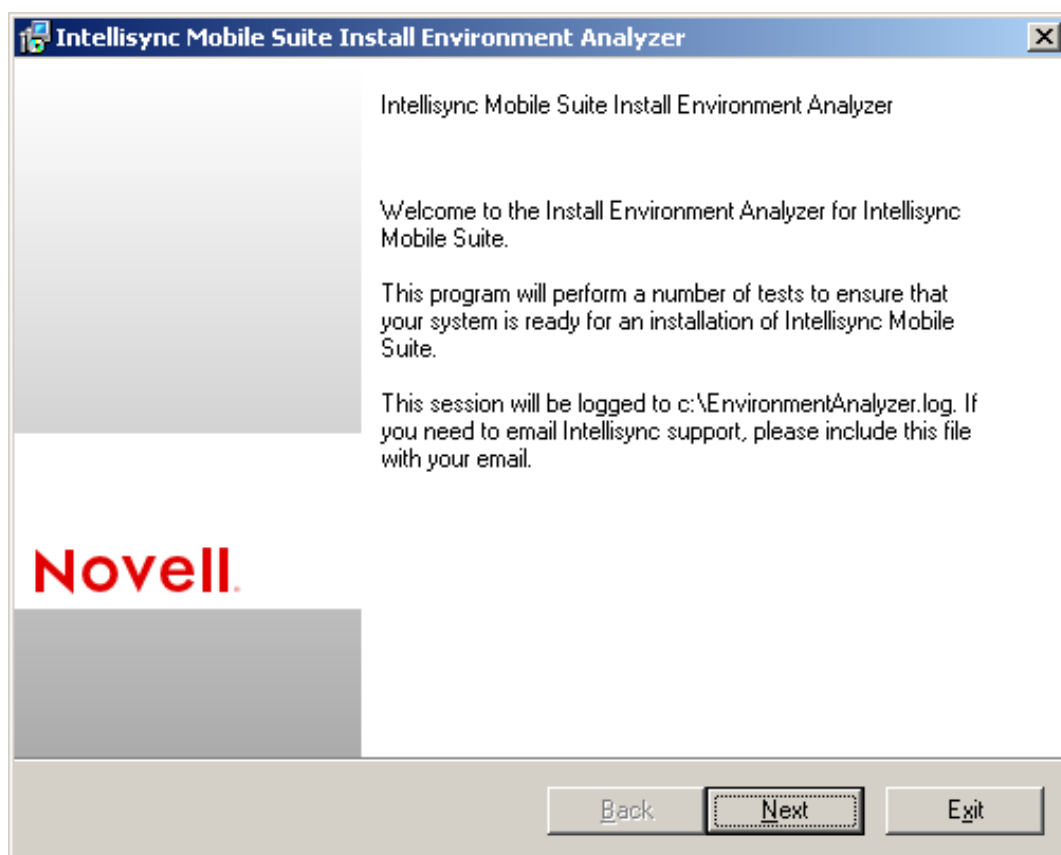 Intellisync Mobile Suite Install Environment Analyzer
Intellisync Mobile Suite Install Environment Analyzer
Welcome to the Install Environment Analyzer for Intellisync
Mobile Suite.
This program will perform a number of tests to ensure that
your system is ready for an installation of Intellisync Mobile
Suite.
This session will be logged to c:\EnvironmentAnalyzer.log. If
you need to email Intellisync support, please include this file
with your email.
Novell.
Back
Next
Exit